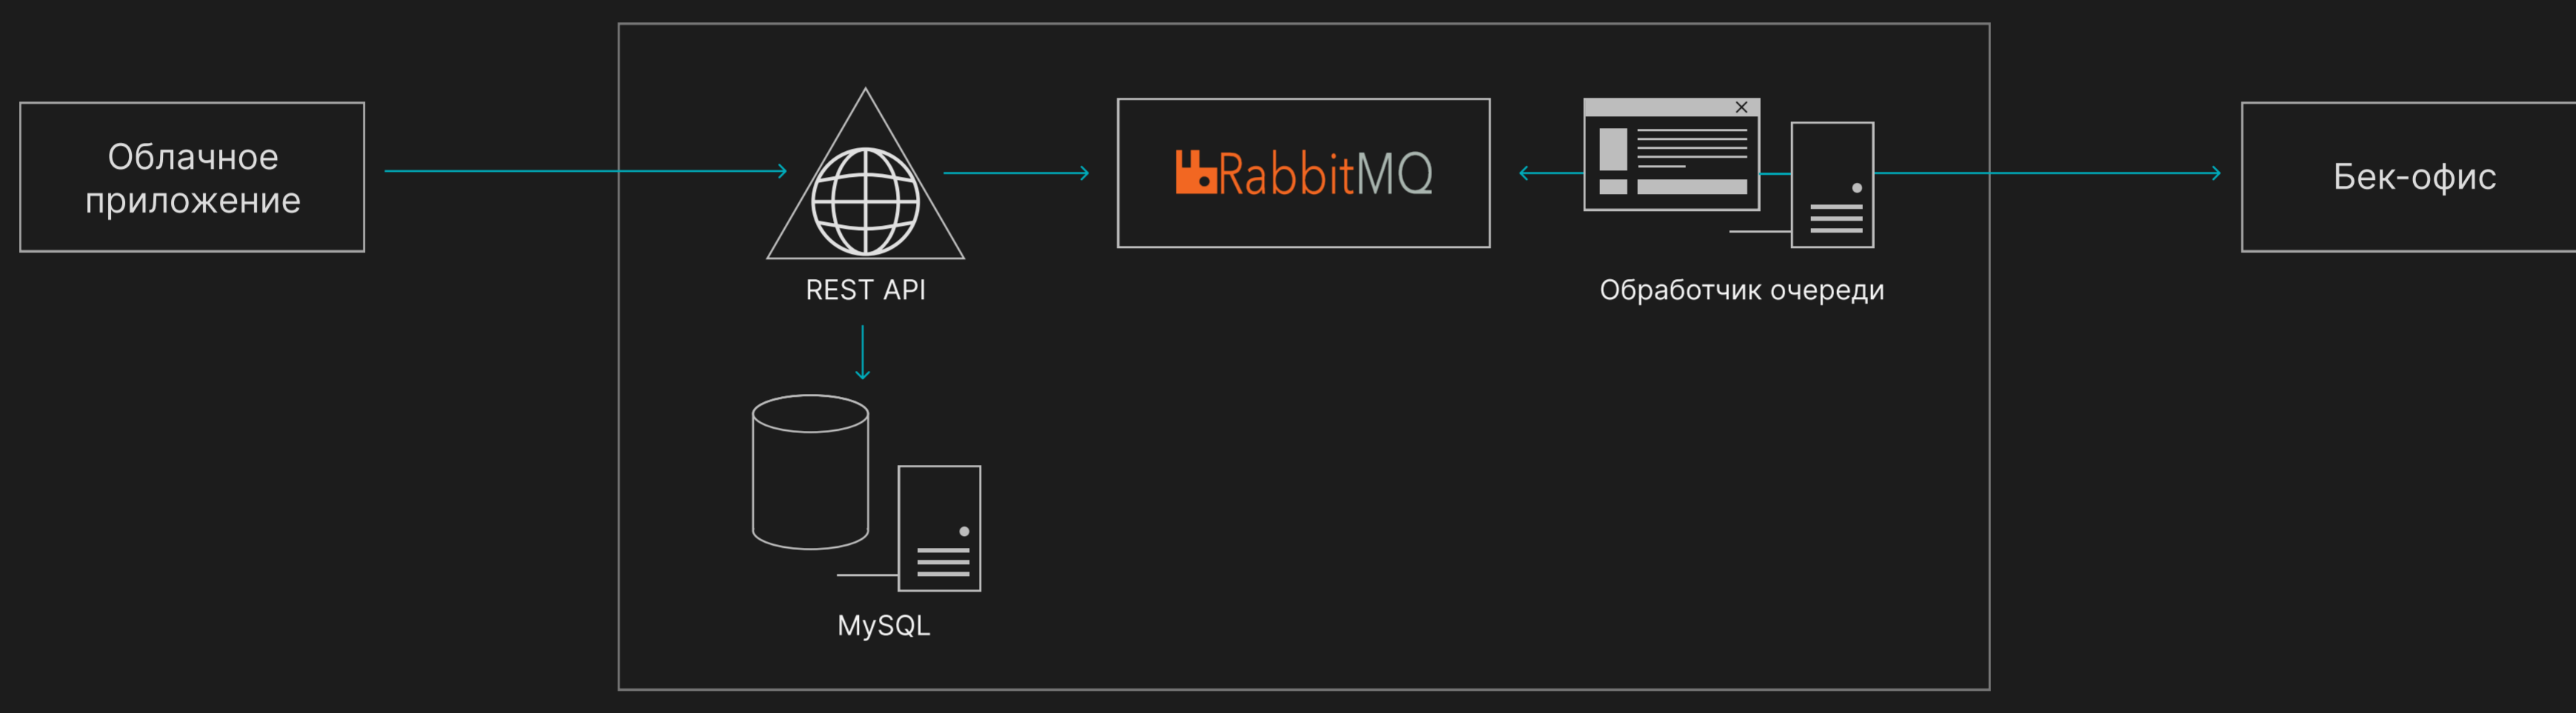 Облачное
приложение
REST API
RabbitMQ
Обработчик очереди
Бек-офис
MySQL